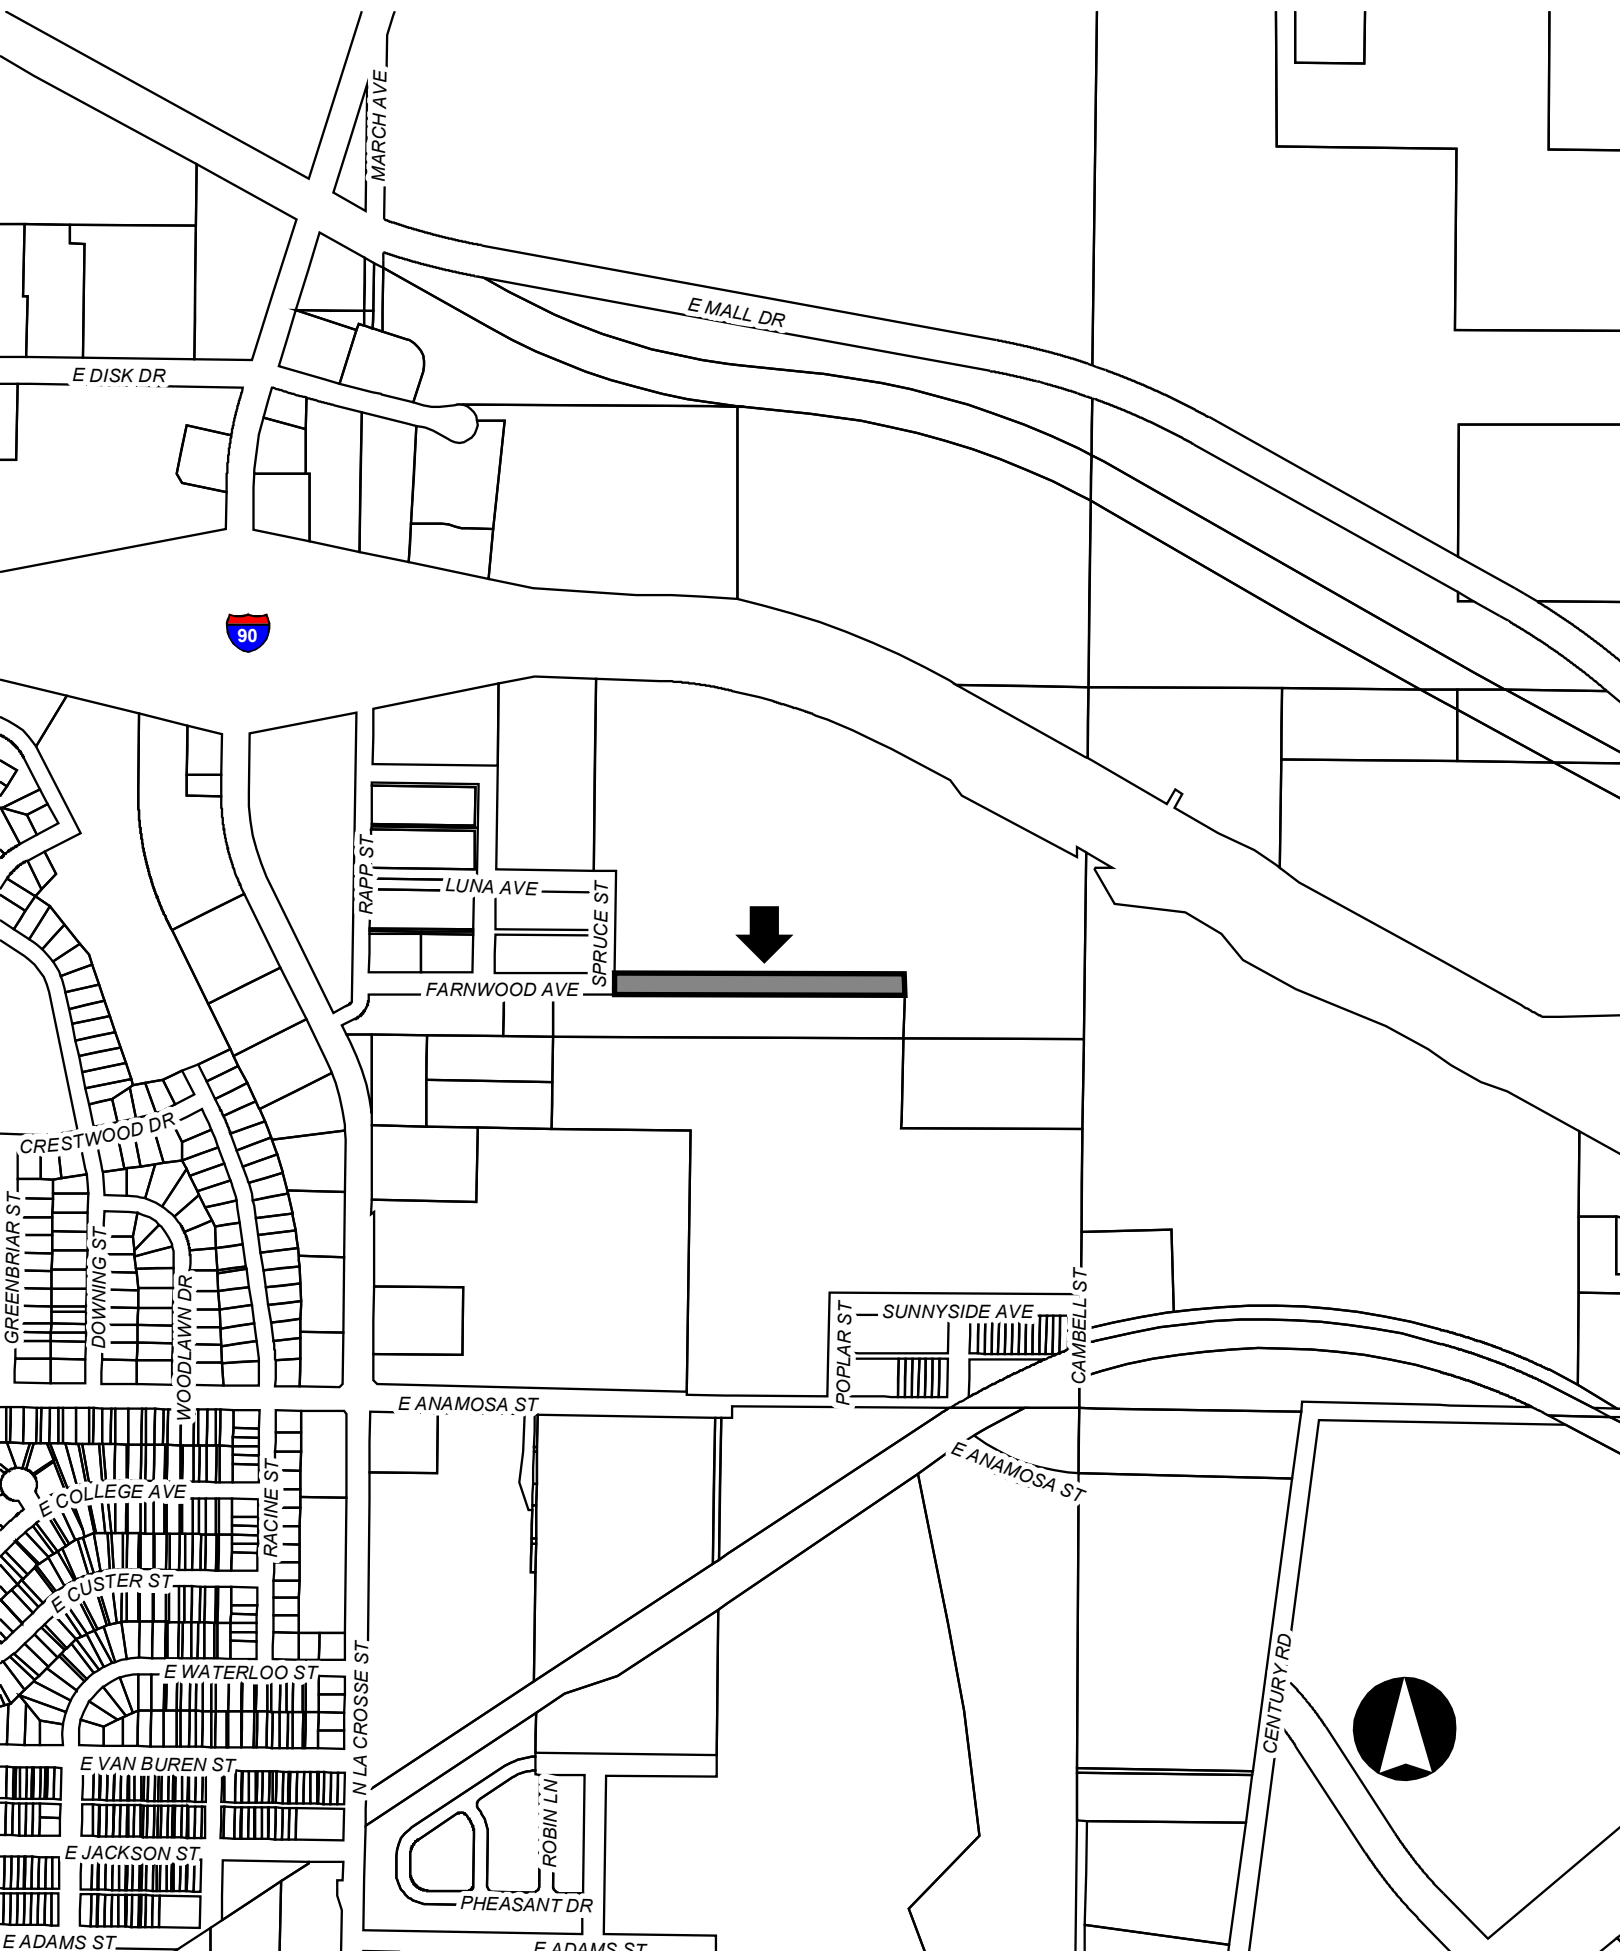 MARCH AVE
E MALL DR
E DISK DR
90
RAPP ST
LUNA AVE
SPRUCE ST
FARNWOOD AVE
CRESTWOOD DR
GREENBRIAR ST
DOWNING ST
WOODLAWN DR
POPLAR ST
SUNNYSIDE AVE
CAMBELL ST
E ANAMOSA ST
E ANAMOSA ST
E COLLEGE AVE
RACINE ST
E CUSTER ST
E WATERLOO ST
N LA CROSSE ST
CENTURY RD
E VAN BUREN ST
ROBIN LN
E JACKSON ST
PHEASANT DR
E ADAMS ST
E ADAMS ST